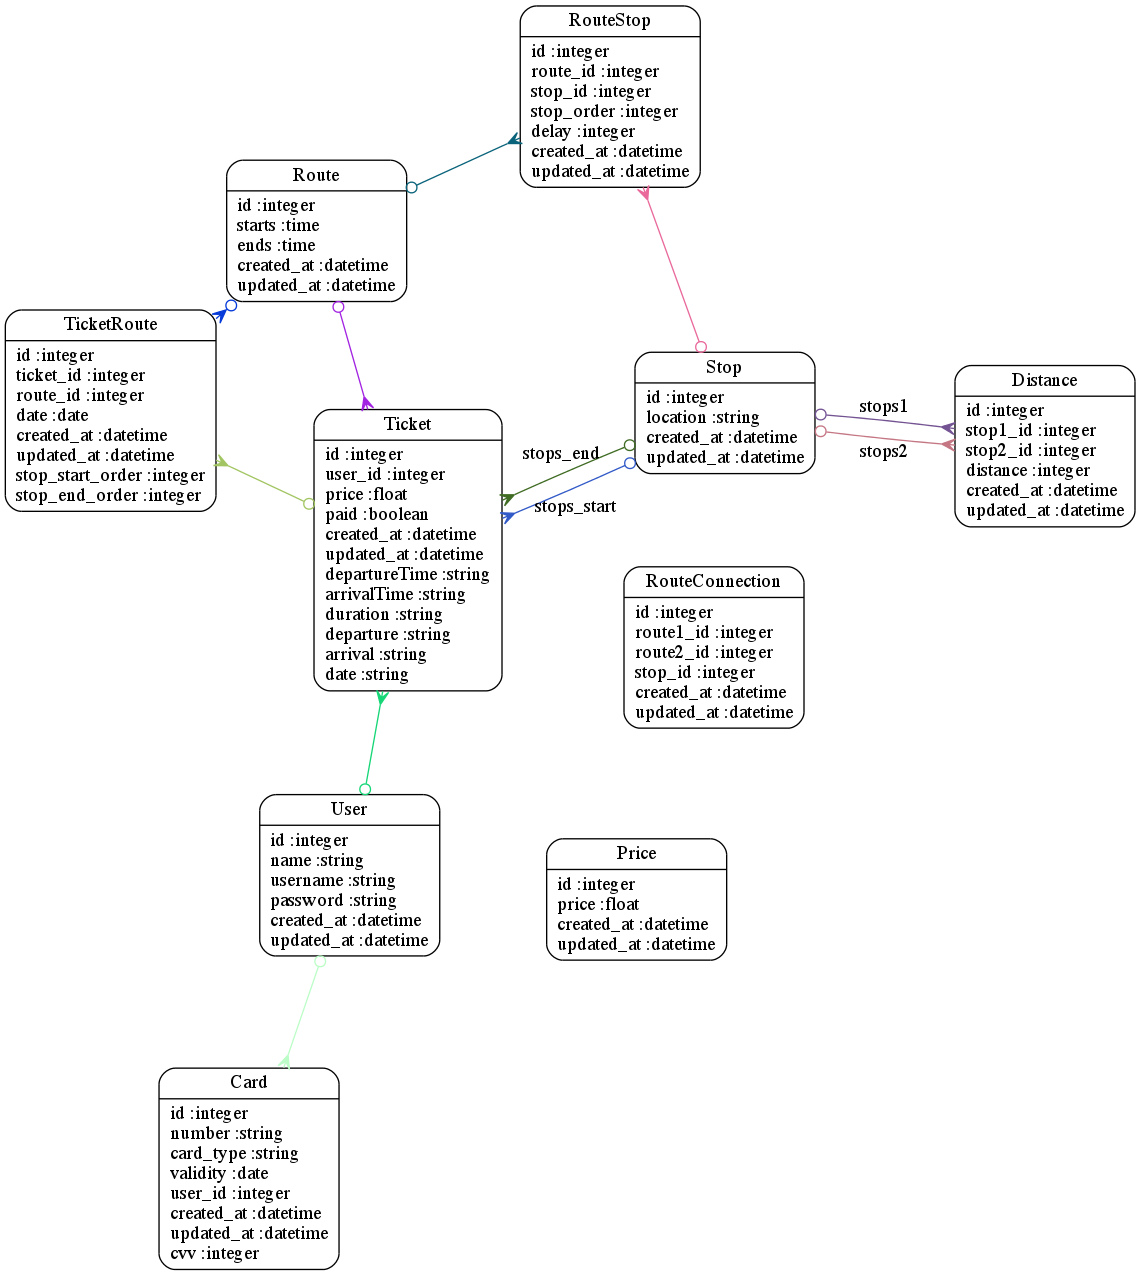 RouteStop
id :integer
route_id :integer
stop_id :integer
stop_order :integer
delay :integer
created_at :datetime
updated_at :datetime
Route
id :integer
starts :time
ends :time
created_at :datetime
updated_at :datetime
TicketRoute
id :integer
ticket_id :integer
route_id :integer
date :date
created_at :datetime
updated_at :datetime
stop_start_order :integer
stop_end_order :integer
Stop
id :integer
location :string
created_at :datetime
updated_at :datetime
stops1
stops2
Distance
id :integer
stop1_id :integer
stop2_id :integer
distance :integer
created_at :datetime
updated_at :datetime
Ticket
id :integer
user_id :integer
price :float
paid :boolean
created_at :datetime
updated_at :datetime
departureTime :string
arrivalTime :string
duration :string
departure :string
arrival :string
date :string
stops_end
stops_start
RouteConnection
id :integer
route1_id :integer
route2_id :integer
stop_id :integer
created_at :datetime
updated_at :datetime
User
id :integer
name :string
username :string
password :string
created_at :datetime
updated_at :datetime
Price
id :integer
price :float
created_at :datetime
updated_at :datetime
Card
id :integer
number :string
card_type :string
validity :date
user_id :integer
created_at :datetime
updated_at :datetime
cvv :integer